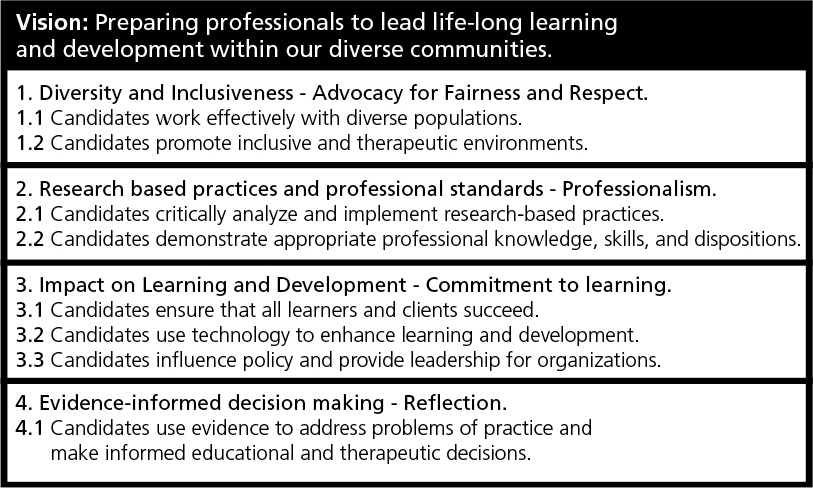 Vision: Preparing professionals to lead life-long learning
and development within our diverse communities.
1. Diversity and Inclusiveness - Advocacy for Fairness and Respect.
1.1 Candidates work effectively with diverse populations.
1.2 Candidates promote inclusive and therapeutic environments.
2. Research based practices and professional standards - Professionalism.
2.1 Candidates critically analyze and implement research-based practices.
2.2 Candidates demonstrate appropriate professional knowledge, skills, and dispositions.
3. Impact on Learning and Development - Commitment to learning.
3.1 Candidates ensure that all learners and clients succeed.
3.2 Candidates use technology to enhance learning and development.
3.3 Candidates influence policy and provide leadership for organizations.
4. Evidence-informed decision making - Reflection.
4.1 Candidates use evidence to address problems of practice and
make informed educational and therapeutic decisions.